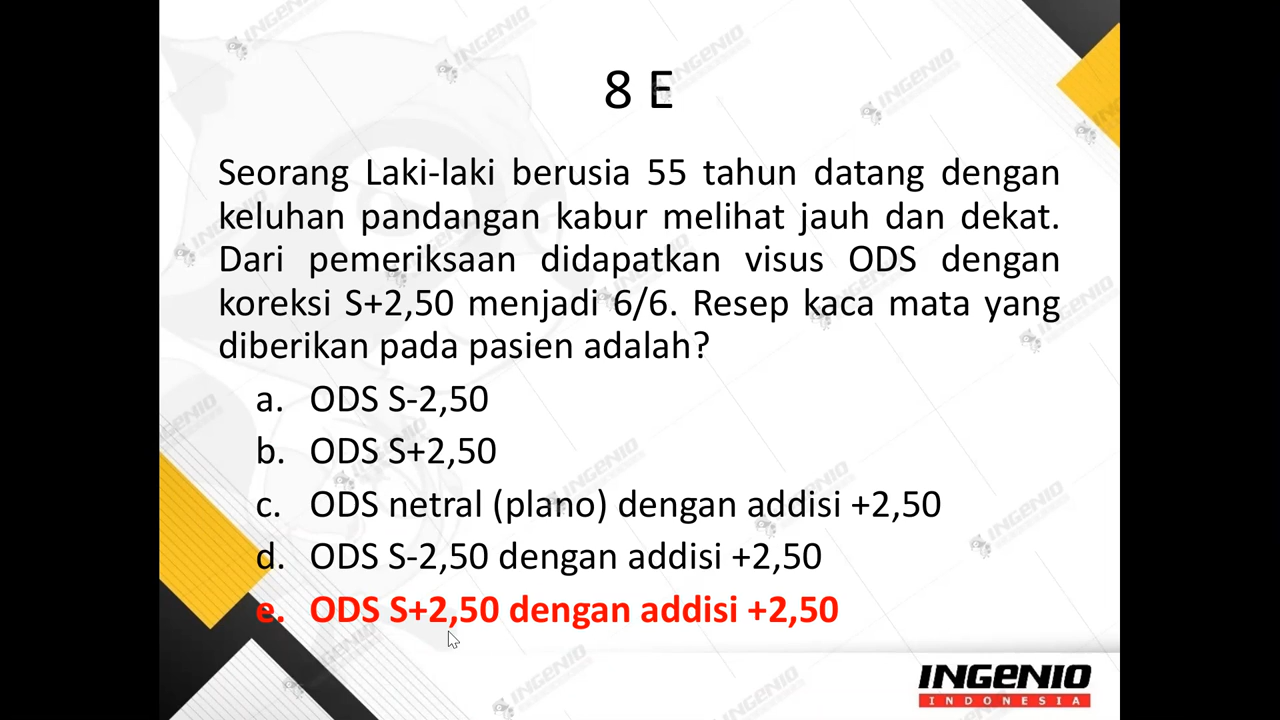 8 E
Seorang Laki-laki berusia 55 tahun datang dengan
keluhan pandangan kabur melihat jauh dan dekat.
Dari pemeriksaan didapatkan visus ODS dengan
koreksi S+2,50 menjadi 6/6. Resep kaca mata yang
diberikan pada pasien adalah?
a. ODS S-2,50
b. ODS S+2,50
c. ODS netral (plano) dengan addisi +2,50
d. ODS S-2,50 dengan addisi +2,50
e. ODS S+2,50 dengan addisi +2,50
INGENIO
INDONESIA